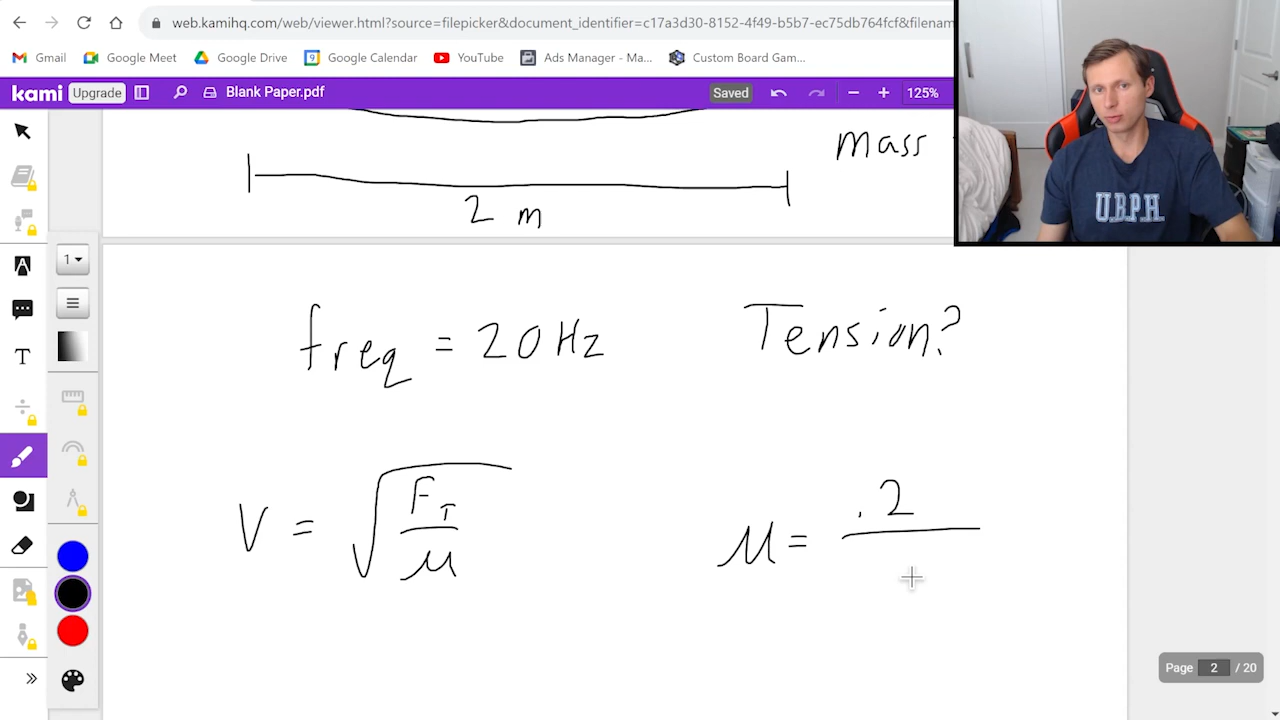 web.kamihq.com/web/viewer.html?source=filepicker&document_identifier=c17a3d30-8152-4f49-b5b7-ec75db764fcf&filenam
Gmail Google Meet Google Drive Google Calendar YouTube Ads Manager - Ma... Custom Board Gam...
kami Upgrade Blank Paper.pdf Saved 125%
mass
U.B.P.H.
2 m
1
T
freq = 20 Hz Tension?
V = √ F_T / μ
μ = .2
Page 2 / 20